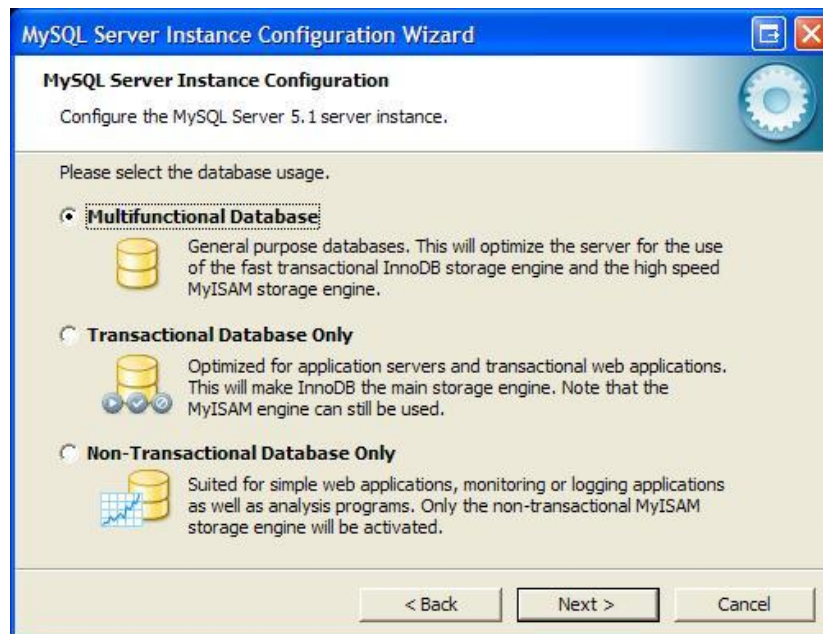 MySQL Server Instance Configuration Wizard
MySQL Server Instance Configuration
Configure the MySQL Server 5.1 server instance.
Please select the database usage.
Multifunctional Database
General purpose databases. This will optimize the server for the use
of the fast transactional InnoDB storage engine and the high speed
MyISAM storage engine.
Transactional Database Only
Optimized for application servers and transactional web applications.
This will make InnoDB the main storage engine. Note that the
MyISAM engine can still be used.
Non-Transactional Database Only
Suited for simple web applications, monitoring or logging applications
as well as analysis programs. Only the non-transactional MyISAM
storage engine will be activated.
< Back
Next >
Cancel